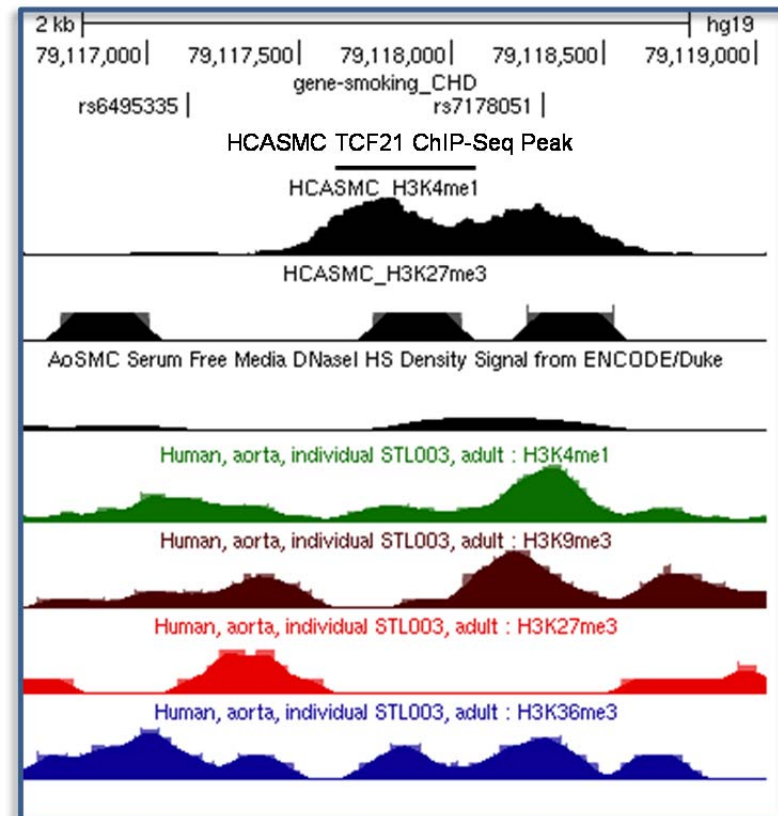 2 kb hg19
79,117,000| 79,117,500| 79,118,000| 79,118,500| 79,119,000|
gene-smoking_CHD
rs6495335| rs7178051|
HCASMC TCF21 ChIP-Seq Peak
HCASMC_H3K4me1
HCASMC_H3K27me3
AoSMC Serum Free Media DNaseI HS Density Signal from ENCODE/Duke
Human, aorta, individual STL003, adult : H3K4me1
Human, aorta, individual STL003, adult : H3K9me3
Human, aorta, individual STL003, adult : H3K27me3
Human, aorta, individual STL003, adult : H3K36me3